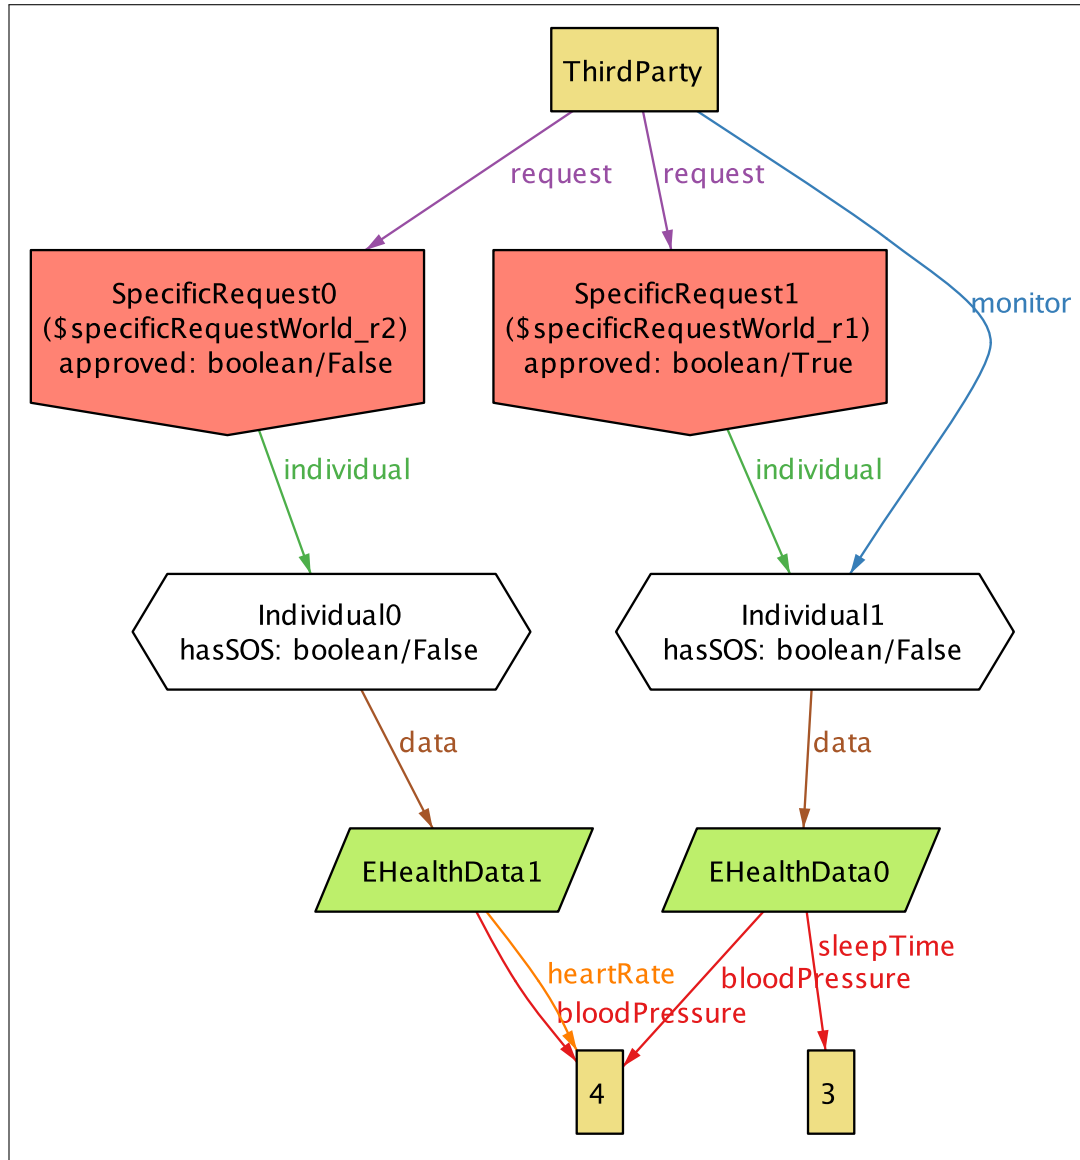 ThirdParty
request
request
monitor
SpecificRequest0
($specificRequestWorld_r2)
approved: boolean/False
SpecificRequest1
($specificRequestWorld_r1)
approved: boolean/True
individual
individual
Individual0
hasSOS: boolean/False
Individual1
hasSOS: boolean/False
data
data
EHealthData1
EHealthData0
sleepTime
heartRate
bloodPressure
bloodPressure
4
3